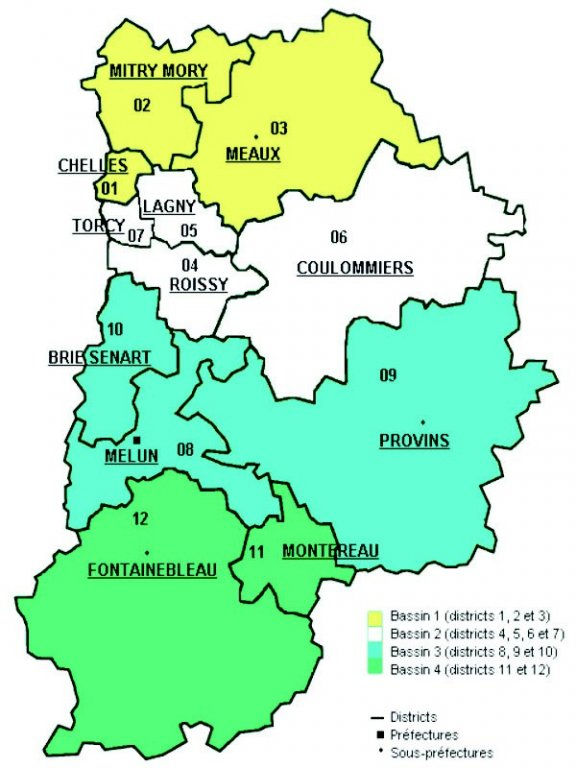 MITRY MORY
02
03
MEAUX
CHELLES
01
LAGNY
TORCY
07
05
06
04
COULOMMIERS
ROISSY
10
BRIE SENART
09
PROVINS
MELUN
08
12
11
MONTEREAU
FONTAINEBLEAU
Bassin 1 (districts 1, 2 et 3)
Bassin 2 (districts 4, 5, 6 et 7)
Bassin 3 (districts 8, 9 et 10)
Bassin 4 (districts 11 et 12)
Districts
Préfectures
Sous-préfectures